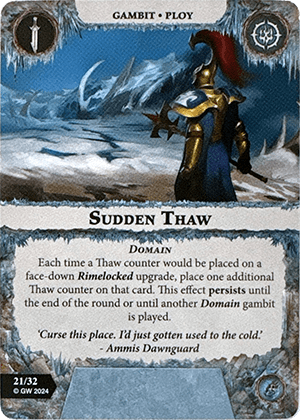 GAMBIT • PLOY
SUDDEN THAW
DOMAIN
Each time a Thaw counter would be placed on a
face-down Rimelocked upgrade, place one additional
Thaw counter on that card. This effect persists until
the end of the round or until another Domain gambit
is played.
'Curse this place. I'd just gotten used to the cold.'
- Ammis Dawnguard
21/32
© GW 2024